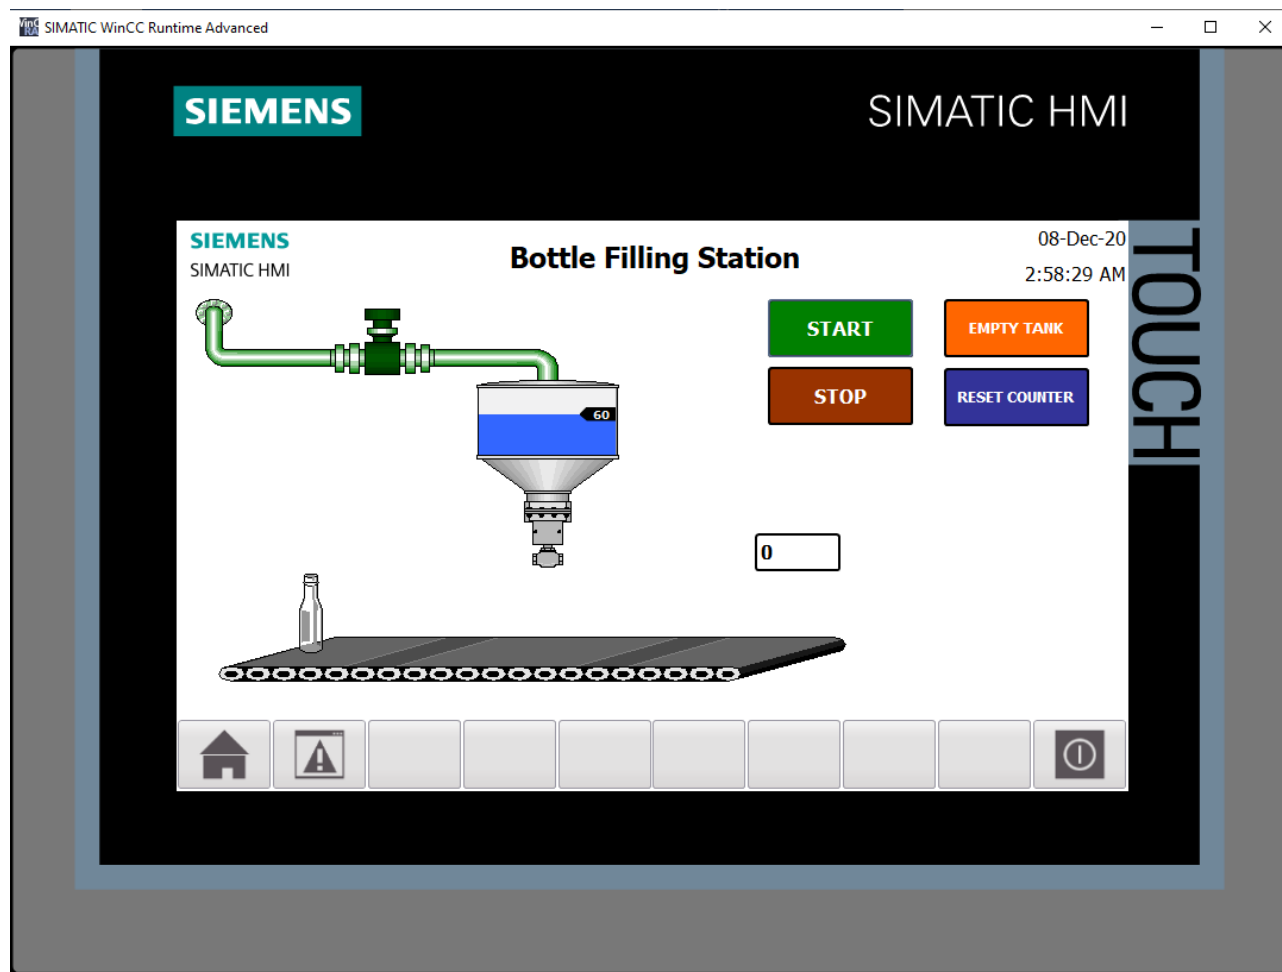 SIMATIC WinCC Runtime Advanced
SIEMENS
SIMATIC HMI
TOUCH
SIEMENS
SIMATIC HMI
Bottle Filling Station
08-Dec-20
2:58:29 AM
START
EMPTY TANK
STOP
RESET COUNTER
60
0